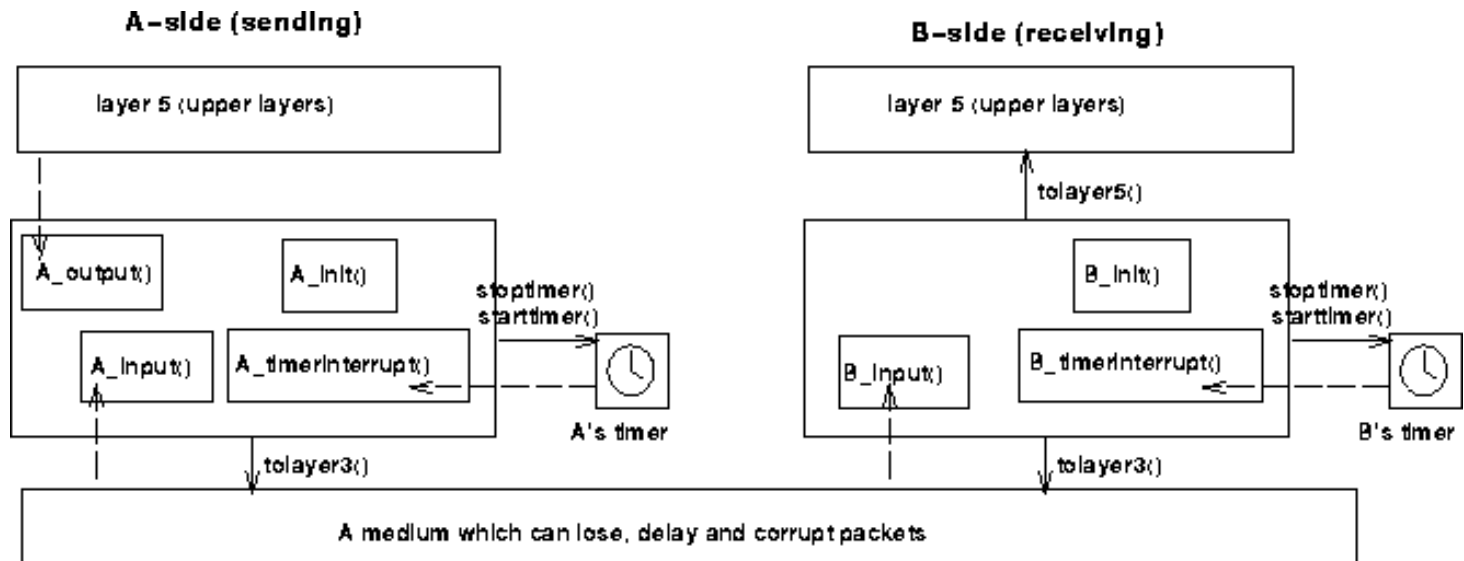 A-side (sending)
B-side (receiving)
layer 5 (upper layers)
layer 5 (upper layers)
tolayer5()
A_output()
A_init()
B_init()
stoptimer()
starttimer()
stoptimer()
starttimer()
A_input()
A_timerinterrupt()
B_input()
B_timerinterrupt()
A's timer
B's timer
tolayer3()
tolayer3()
A medium which can lose, delay and corrupt packets